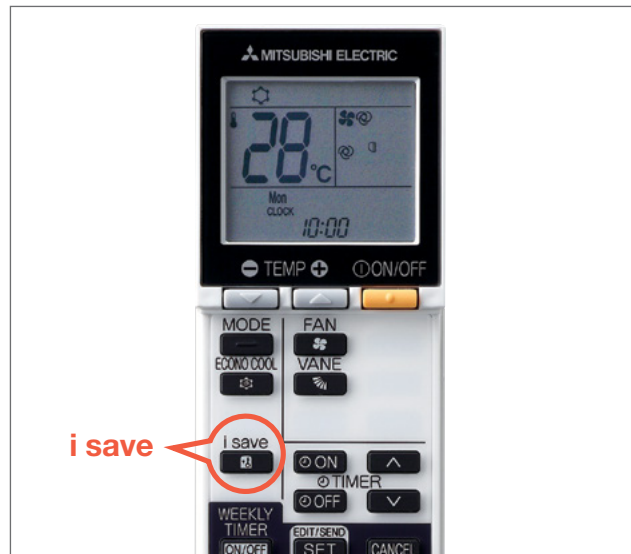 MITSUBISHI ELECTRIC
28°C
Mon
CLOCK
10:00
TEMP ON/OFF
MODE FAN
ECONO COOL VANE
i save
i save
ON
TIMER
OFF
WEEKLY
TIMER
ON/OFF
EDIT/SEND
SET
CANCEL